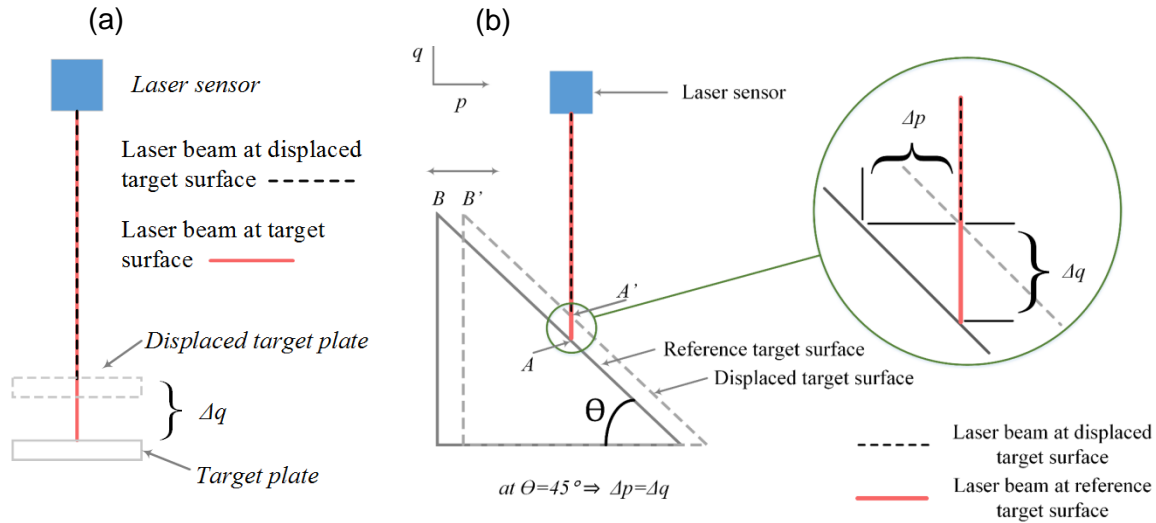 (a)
Laser sensor
Laser beam at displaced
target surface
Laser beam at target
surface
Displaced target plate
Δq
Target plate
(b)
q
p
Laser sensor
B B’
A’
A
Reference target surface
Displaced target surface
Θ
at Θ=45°⇒ Δp=Δq
Δp
Δq
Laser beam at displaced
target surface
Laser beam at reference
target surface